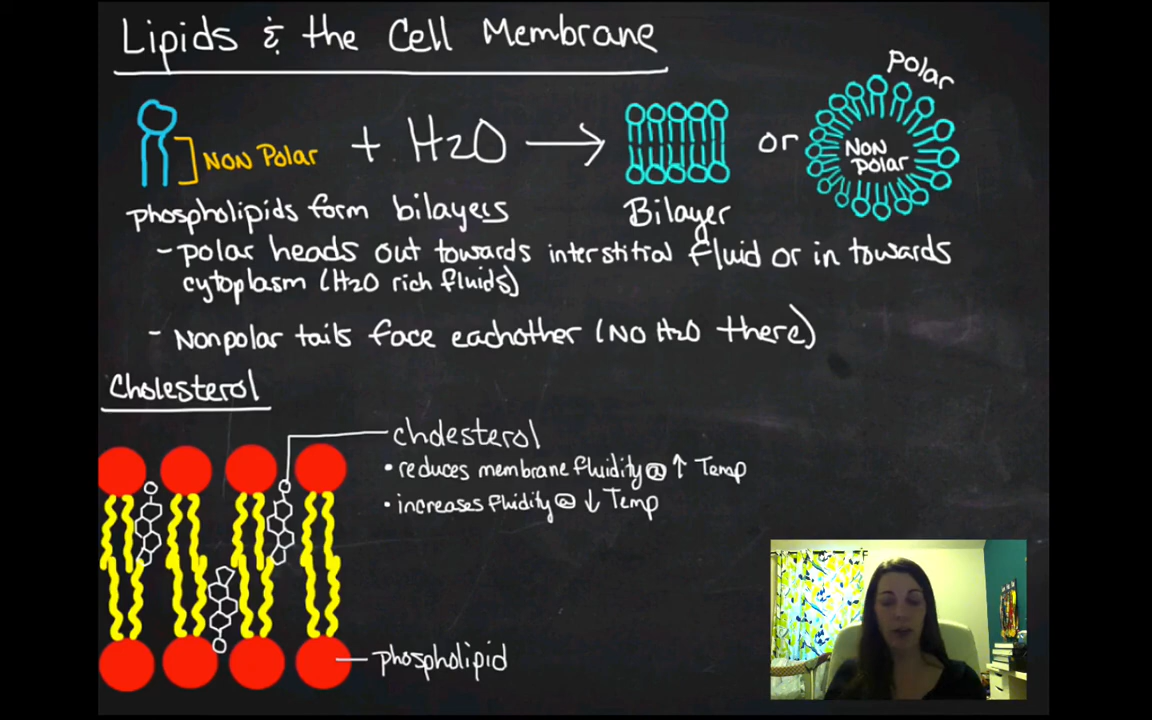 Lipids & the Cell Membrane
Polar
NON Polar + H2O → or
NON
Polar
phospholipids form bilayers
Bilayer
- polar heads out towards interstitial fluid or in towards
cytoplasm (H2O rich fluids)
- Nonpolar tails face eachother (NO H2O there)
Cholesterol
cholesterol
• reduces membrane fluidity @ ↑ Temp
• increases fluidity @ ↓ Temp
phospholipid